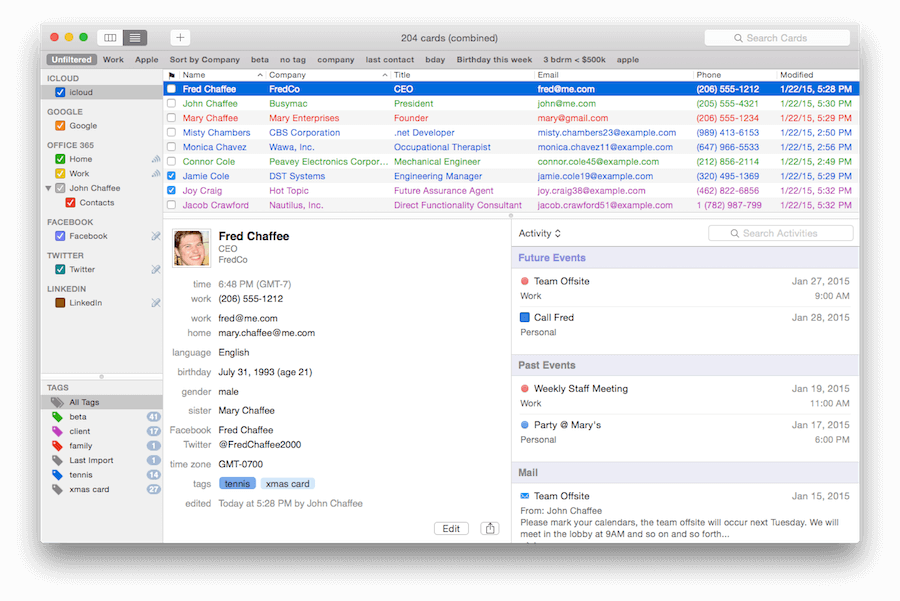 204 cards (combined)
Search Cards
Unfiltered Work Apple Sort by Company beta no tag company last contact bday Birthday this week 3 bdrm < $500k apple
ICLOUD
icloud
GOOGLE
Google
OFFICE 365
Home
Work
John Chaffee
Contacts
FACEBOOK
Facebook
TWITTER
Twitter
LINKEDIN
LinkedIn
TAGS
All Tags
beta 41
client 17
family 1
Last Import 1
tennis 14
xmas card 27
Name Company Title Email Phone Modified
Fred Chaffee FredCo CEO fred@me.com (206) 555-1212 1/22/15, 5:28 PM
John Chaffee Busymac President john@me.com (205) 555-4321 1/22/15, 5:30 PM
Mary Chaffee Mary Enterprises Founder mary@gmail.com (206) 555-1234 1/22/15, 5:29 PM
Misty Chambers CBS Corporation .net Developer misty.chambers23@example.com (989) 413-6153 1/22/15, 2:50 PM
Monica Chavez Wawa, Inc. Occupational Therapist monica.chavez11@example.com (647) 966-5533 1/22/15, 2:56 PM
Connor Cole Peavey Electronics Corpor... Mechanical Engineer connor.cole45@example.com (212) 856-2114 1/22/15, 2:49 PM
Jamie Cole DST Systems Engineering Manager jamie.cole19@example.com (320) 495-1369 1/22/15, 5:29 PM
Joy Craig Hot Topic Future Assurance Agent joy.craig38@example.com (462) 822-6856 1/22/15, 5:32 PM
Jacob Crawford Nautilus, Inc. Direct Functionality Consultant jacob.crawford51@example.com 1 (782) 987-799 1/22/15, 5:32 PM
Fred Chaffee
CEO
FredCo
time 6:48 PM (GMT-7)
work (206) 555-1212
work fred@me.com
home mary.chaffee@me.com
language English
birthday July 31, 1993 (age 21)
gender male
sister Mary Chaffee
Facebook Fred Chaffee
Twitter @FredChaffee2000
time zone GMT-0700
tags tennis xmas card
edited Today at 5:28 PM by John Chaffee
Edit
Activity
Search Activities
Future Events
Team Offsite Jan 27, 2015
Work 9:00 AM
Call Fred Jan 28, 2015
Personal
Past Events
Weekly Staff Meeting Jan 19, 2015
Work 11:00 AM
Party @ Mary's Jan 17, 2015
Personal 6:00 PM
Mail
Team Offsite Jan 15, 2015
From: John Chaffee
Please mark your calendars, the team offsite will occur next Tuesday. We will
meet in the lobby at 9AM and so on and so forth...